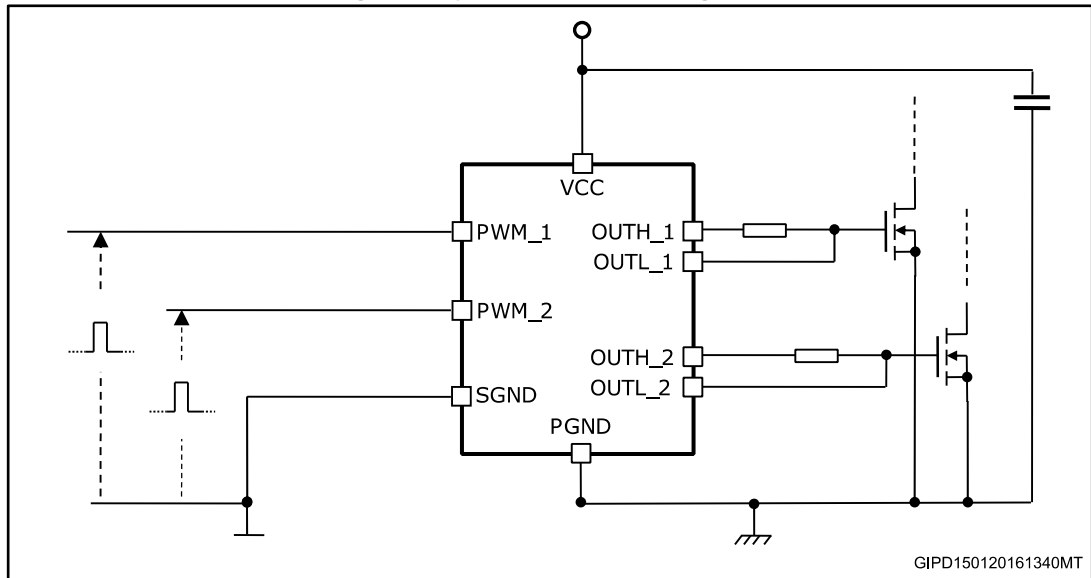 VCC
PWM_1
OUTH_1
OUTL_1
PWM_2
OUTH_2
OUTL_2
SGND
PGND
GIPD150120161340MT